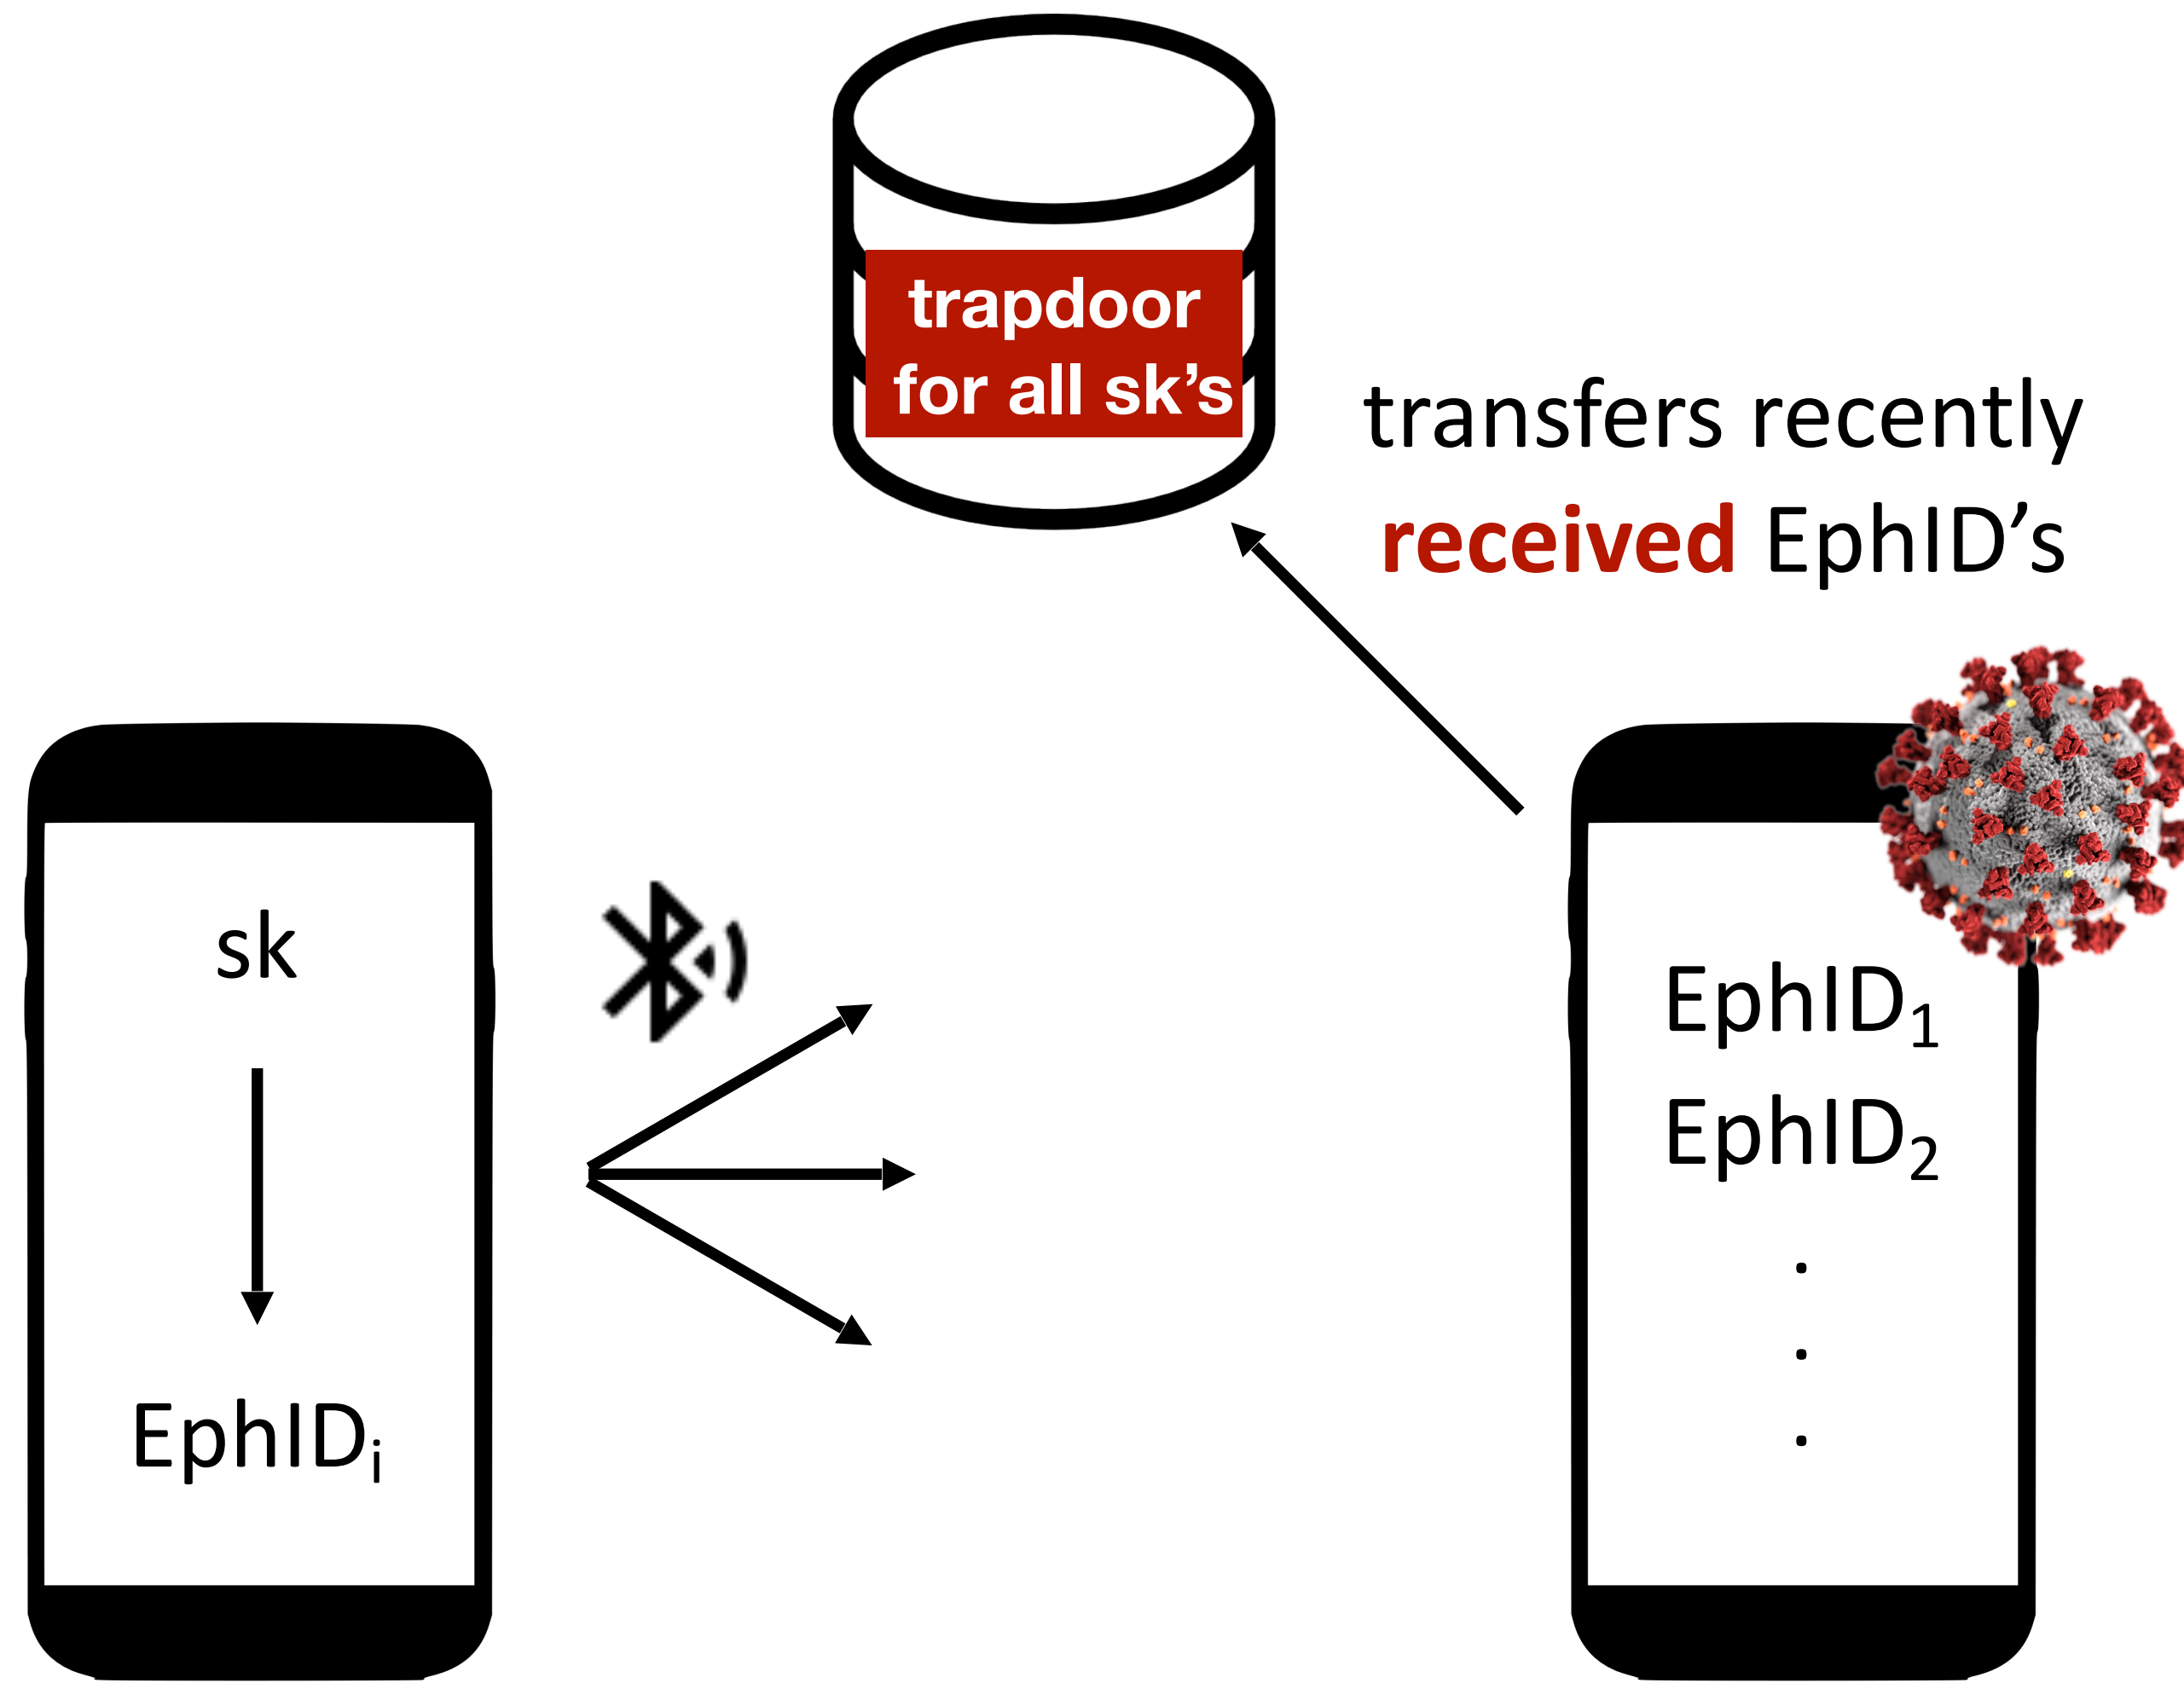 trapdoor
for all sk's
transfers recently
received EphID's
sk
EphIDi
EphID1
EphID2
.
.
.